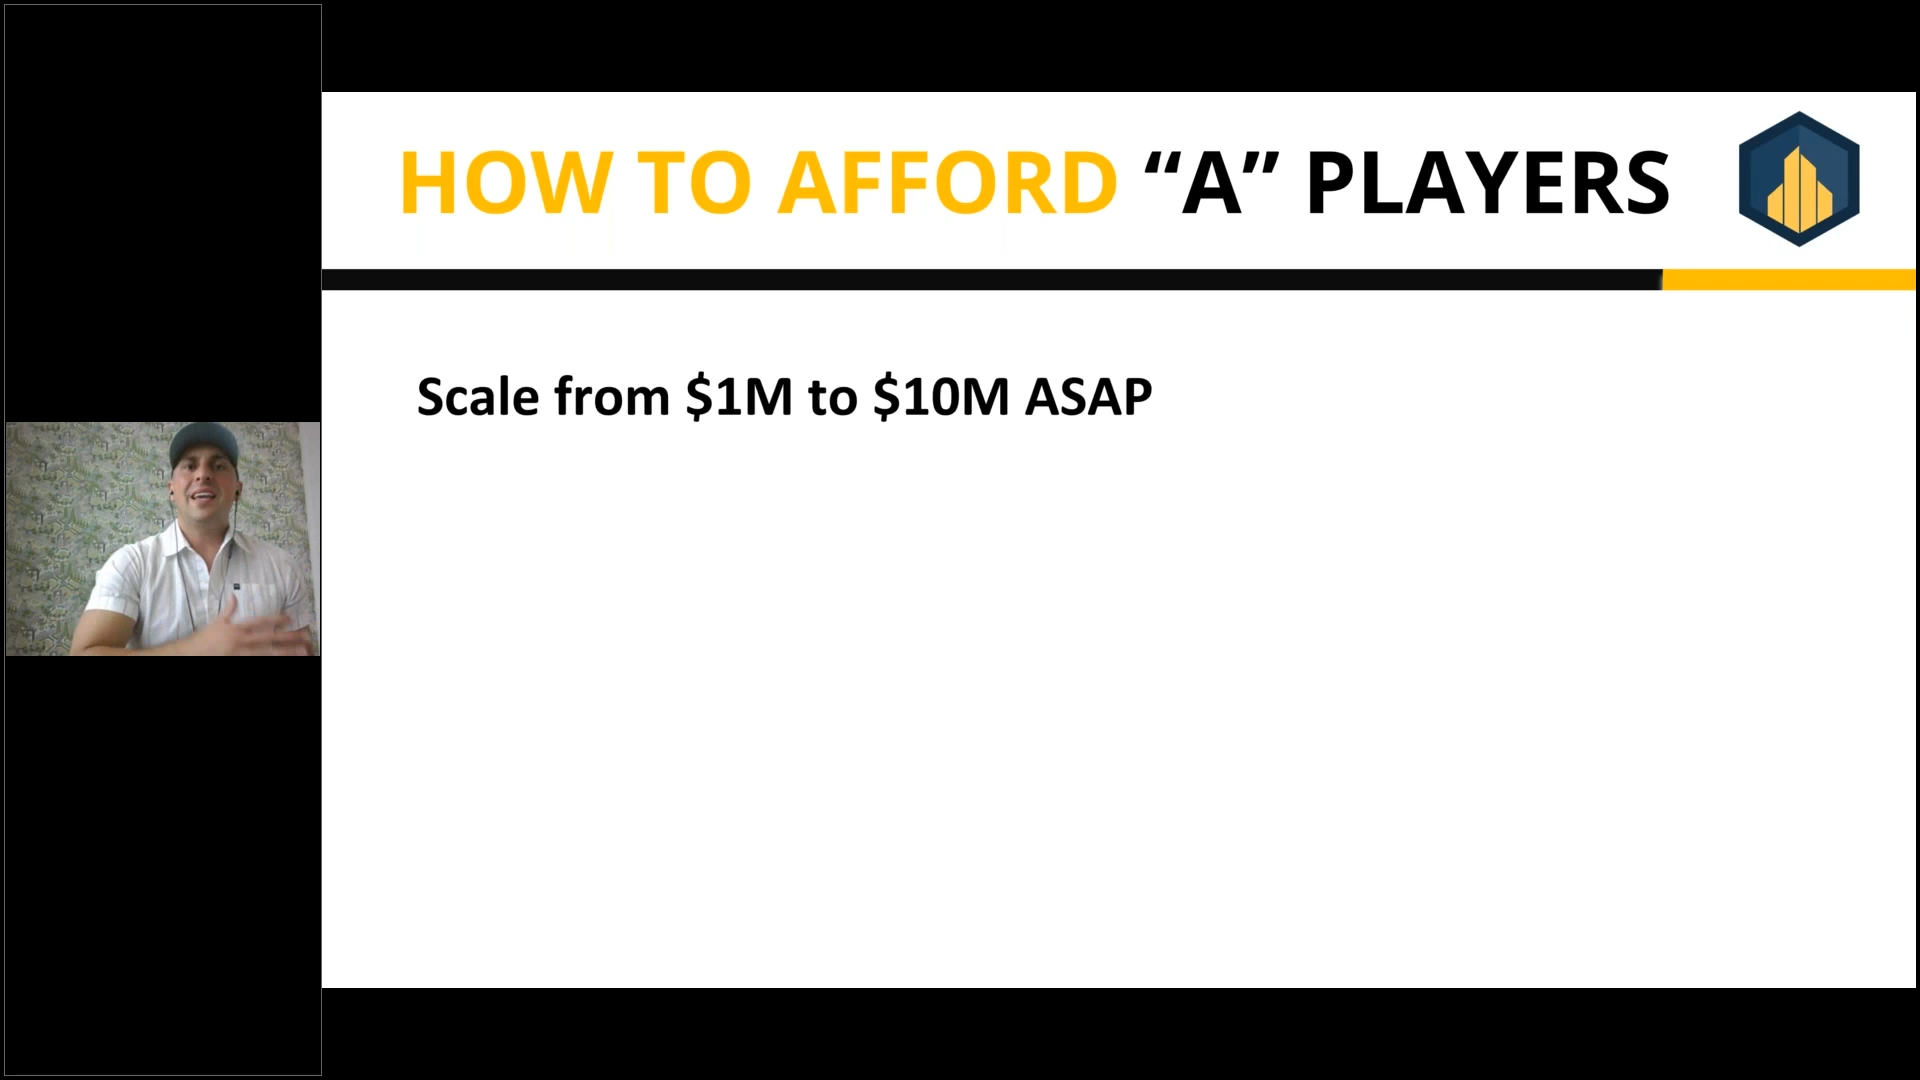 HOW TO AFFORD “A” PLAYERS
Scale from $1M to $10M ASAP